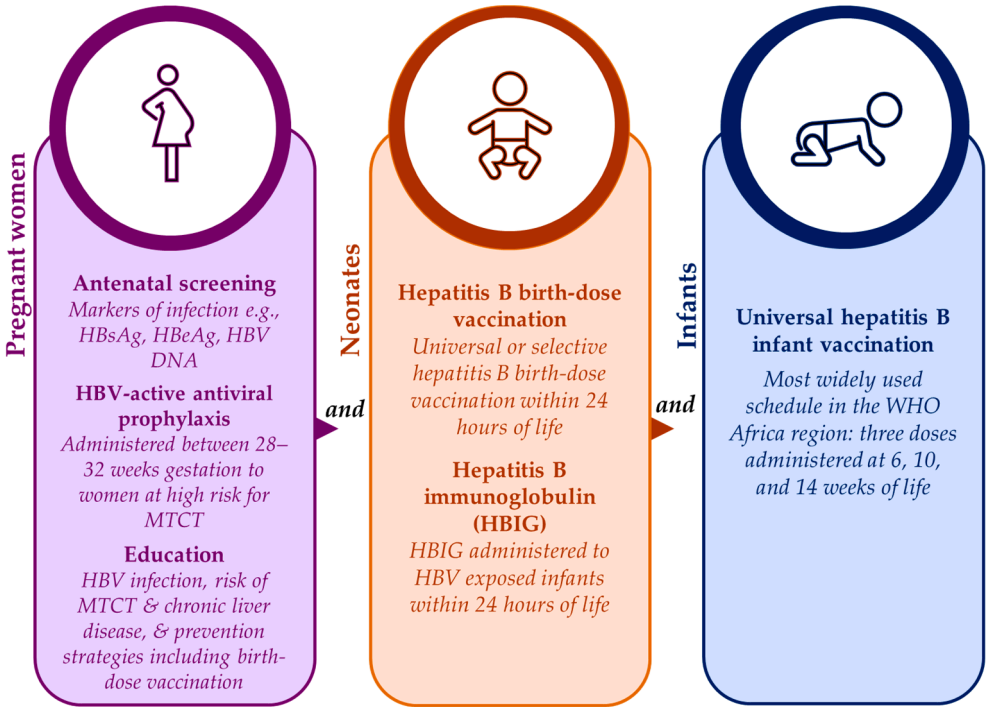 Pregnant women
Antenatal screening
Markers of infection e.g.,
HBsAg, HBeAg, HBV
DNA
HBV-active antiviral
prophylaxis
Administered between 28–
32 weeks gestation to
women at high risk for
MTCT
Education
HBV infection, risk of
MTCT & chronic liver
disease, & prevention
strategies including birth-
dose vaccination
and
Neonates
Hepatitis B birth-dose
vaccination
Universal or selective
hepatitis B birth-dose
vaccination within 24
hours of life
Hepatitis B
immunoglobulin
(HBIG)
HBIG administered to
HBV exposed infants
within 24 hours of life
and
Infants
Universal hepatitis B
infant vaccination
Most widely used
schedule in the WHO
Africa region: three doses
administered at 6, 10,
and 14 weeks of life